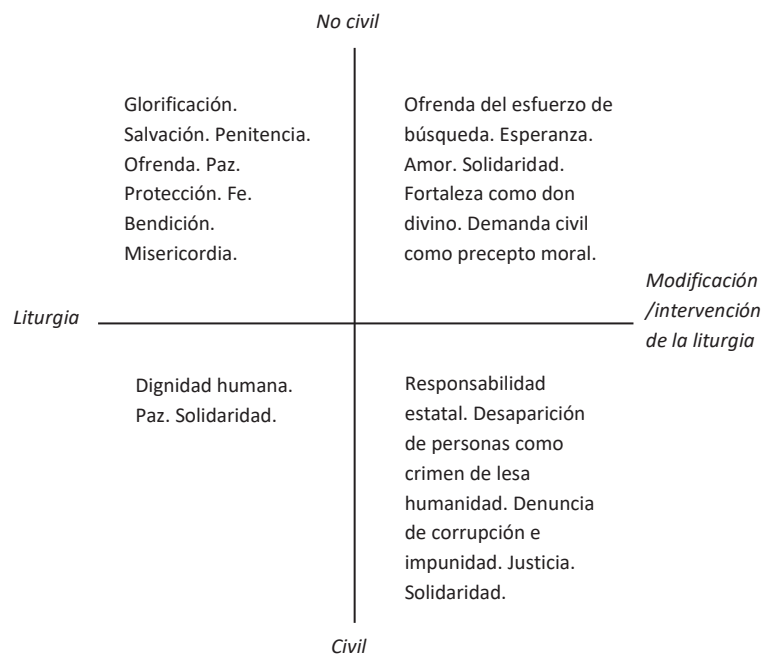 No civil
Glorificación.
Salvación. Penitencia.
Ofrenda. Paz.
Protección. Fe.
Bendición.
Misericordia.
Ofrenda del esfuerzo de
búsqueda. Esperanza.
Amor. Solidaridad.
Fortaleza como don
divino. Demanda civil
como precepto moral.
Liturgia
Modificación
/intervención
de la liturgia
Dignidad humana.
Paz. Solidaridad.
Responsabilidad
estatal. Desaparición
de personas como
crimen de lesa
humanidad. Denuncia
de corrupción e
impunidad. Justicia.
Solidaridad.
Civil